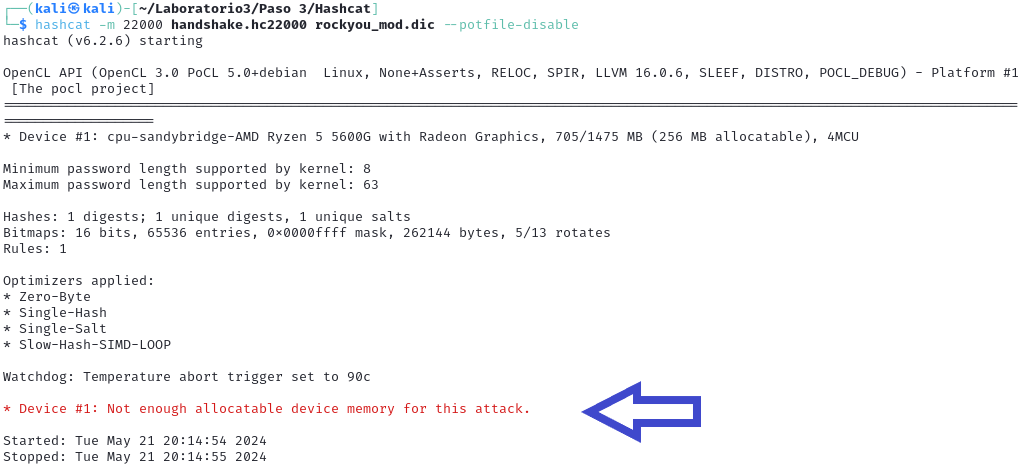 ┌──(kali㉿kali)-[~/Laboratorio3/Paso 3/Hashcat]
└─$ hashcat -m 22000 handshake.hc22000 rockyou_mod.dic --potfile-disable
hashcat (v6.2.6) starting
OpenCL API (OpenCL 3.0 PoCL 5.0+debian  Linux, None+Asserts, RELOC, SPIR, LLVM 16.0.6, SLEEF, DISTRO, POCL_DEBUG) - Platform #1
[The pocl project]
* Device #1: cpu-sandybridge-AMD Ryzen 5 5600G with Radeon Graphics, 705/1475 MB (256 MB allocatable), 4MCU
Minimum password length supported by kernel: 8
Maximum password length supported by kernel: 63
Hashes: 1 digests; 1 unique digests, 1 unique salts
Bitmaps: 16 bits, 65536 entries, 0x0000ffff mask, 262144 bytes, 5/13 rotates
Rules: 1
Optimizers applied:
* Zero-Byte
* Single-Hash
* Single-Salt
* Slow-Hash-SIMD-LOOP
Watchdog: Temperature abort trigger set to 90c
* Device #1: Not enough allocatable device memory for this attack.
Started: Tue May 21 20:14:54 2024
Stopped: Tue May 21 20:14:55 2024